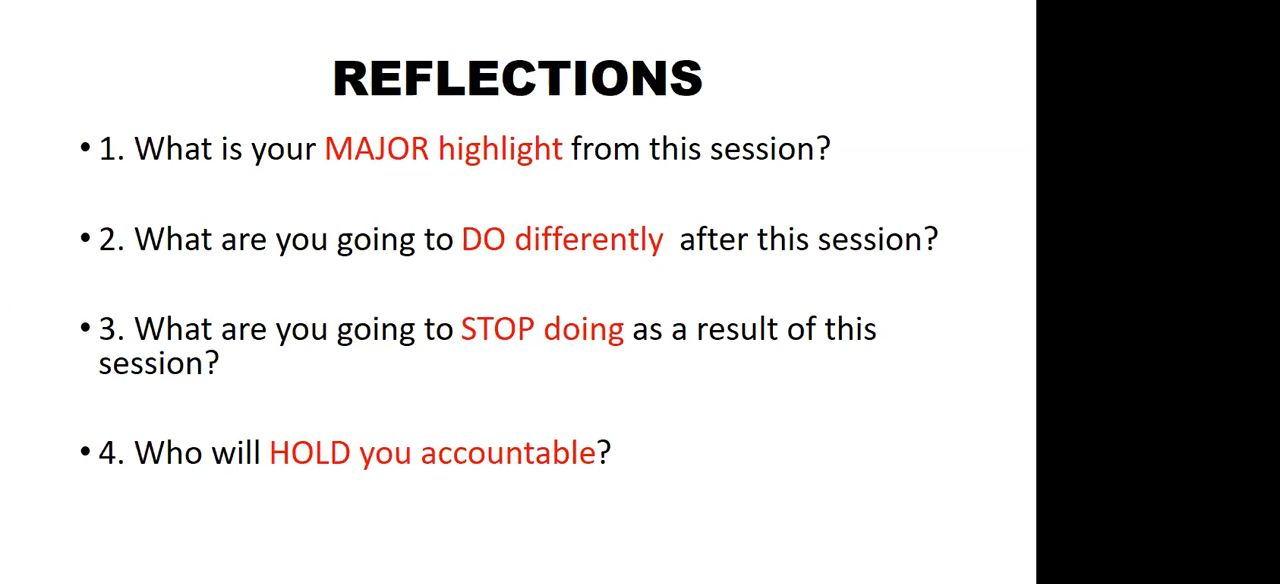 REFLECTIONS
• 1. What is your MAJOR highlight from this session?
• 2. What are you going to DO differently  after this session?
• 3. What are you going to STOP doing as a result of this
session?
• 4. Who will HOLD you accountable?